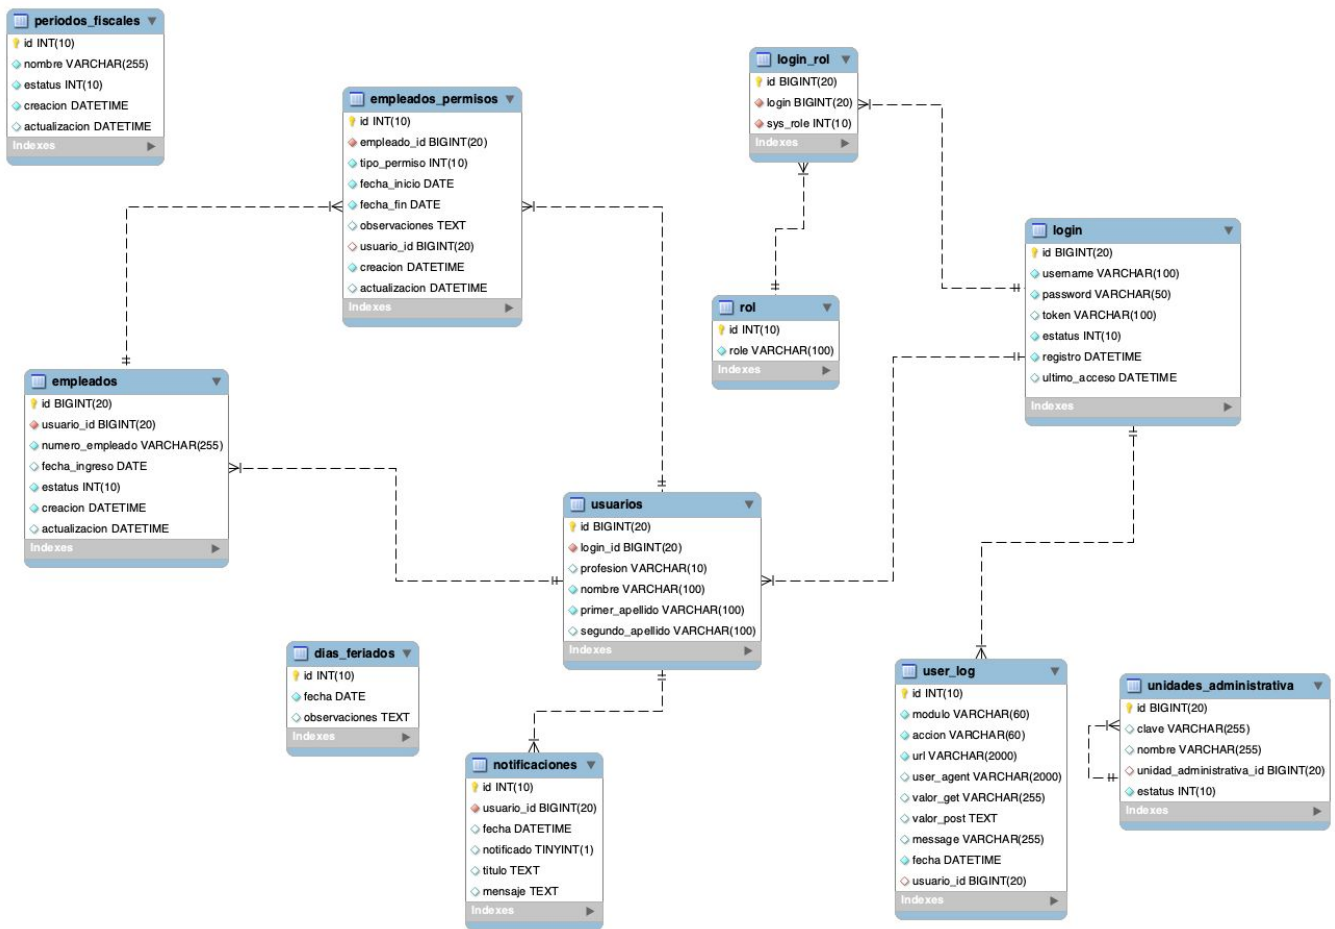 periodos_fiscales
id INT(10)
nombre VARCHAR(255)
estatus INT(10)
creacion DATETIME
actualizacion DATETIME
Indexes
empleados_permisos
id INT(10)
empleado_id BIGINT(20)
tipo_permiso INT(10)
fecha_inicio DATE
fecha_fin DATE
observaciones TEXT
usuario_id BIGINT(20)
creacion DATETIME
actualizacion DATETIME
Indexes
login_rol
id BIGINT(20)
login BIGINT(20)
sys_role INT(10)
Indexes
login
id BIGINT(20)
username VARCHAR(100)
password VARCHAR(50)
token VARCHAR(100)
estatus INT(10)
registro DATETIME
ultimo_acceso DATETIME
Indexes
rol
id INT(10)
role VARCHAR(100)
Indexes
empleados
id BIGINT(20)
usuario_id BIGINT(20)
numero_empleado VARCHAR(255)
fecha_ingreso DATE
estatus INT(10)
creacion DATETIME
actualizacion DATETIME
Indexes
usuarios
id BIGINT(20)
login_id BIGINT(20)
profesion VARCHAR(10)
nombre VARCHAR(100)
primer_apellido VARCHAR(100)
segundo_apellido VARCHAR(100)
Indexes
dias_feriados
id INT(10)
fecha DATE
observaciones TEXT
Indexes
notificaciones
id INT(10)
usuario_id BIGINT(20)
fecha DATETIME
notificado TINYINT(1)
titulo TEXT
mensaje TEXT
Indexes
user_log
id INT(10)
modulo VARCHAR(60)
accion VARCHAR(60)
url VARCHAR(2000)
user_agent VARCHAR(2000)
valor_get VARCHAR(255)
valor_post TEXT
message VARCHAR(255)
fecha DATETIME
usuario_id BIGINT(20)
Indexes
unidades_administrativa
id BIGINT(20)
clave VARCHAR(255)
nombre VARCHAR(255)
unidad_administrativa_id BIGINT(20)
estatus INT(10)
Indexes